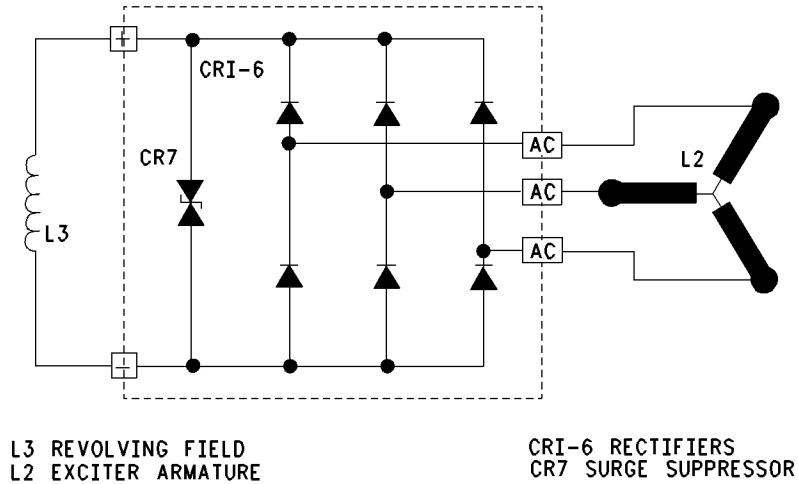 +
CRI-6
CR7
AC
L2
AC
L3
AC
−
L3 REVOLVING FIELD
L2 EXCITER ARMATURE
CRI-6 RECTIFIERS
CR7 SURGE SUPPRESSOR